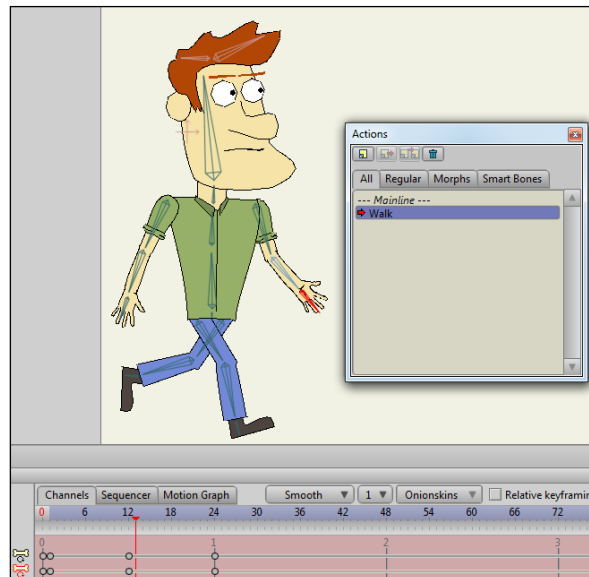 Actions
All Regular Morphs Smart Bones
--- Mainline ---
Walk
Channels Sequencer Motion Graph Smooth 1 Onionskins Relative keyframin
0 6 12 18 24 30 36 42 48 54 60 66 72
0 1 2 3